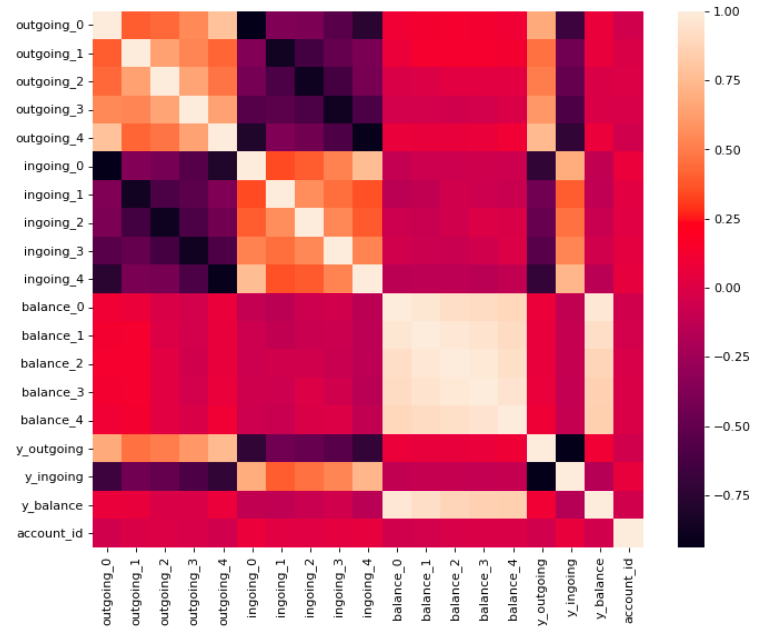 outgoing_0
outgoing_1
outgoing_2
outgoing_3
outgoing_4
ingoing_0
ingoing_1
ingoing_2
ingoing_3
ingoing_4
balance_0
balance_1
balance_2
balance_3
balance_4
y_outgoing
y_ingoing
y_balance
account_id
outgoing_0
outgoing_1
outgoing_2
outgoing_3
outgoing_4
ingoing_0
ingoing_1
ingoing_2
ingoing_3
ingoing_4
balance_0
balance_1
balance_2
balance_3
balance_4
y_outgoing
y_ingoing
y_balance
account_id
1.00
0.75
0.50
0.25
0.00
−0.25
−0.50
−0.75